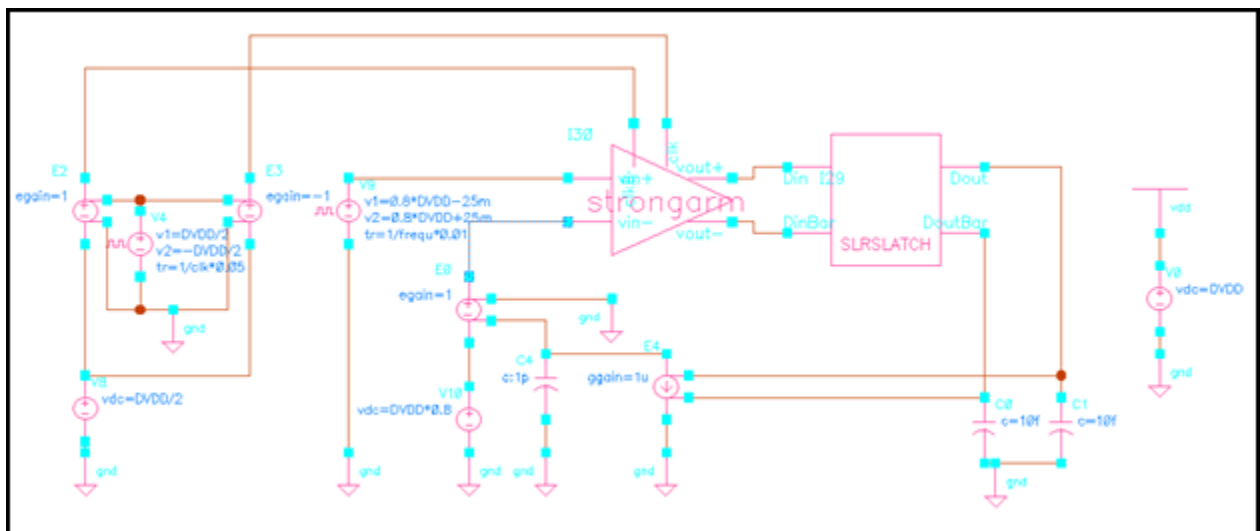 E2
egain=1
E3
egain=-1
V4
v1=DVDD/2
v2=-DVDD/2
tr=1/clk*0.05
gnd
V8
vdc=DVDD/2
gnd
V9
v1=0.8*DVDD-25m
v2=0.8*DVDD+25m
tr=1/frequ*0.01
gnd
E0
egain=1
gnd
V10
vdc=DVDD*0.8
gnd
C4
c:1p
gnd
E4
ggain=1u
gnd
I30
clk
vin+
vin-
strongarm
vout+
vout-
Din
I29
Dout
DinBar
DoutBar
SLRSLATCH
C0
c=10f
C1
c=10f
gnd
vdd
V0
vdc=DVDD
gnd